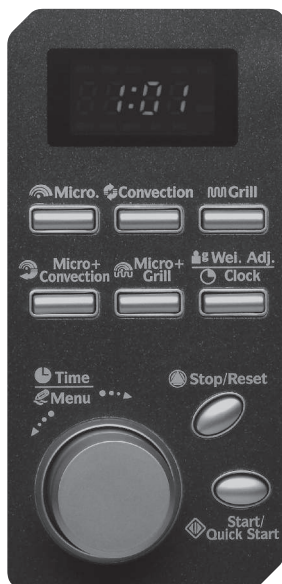 1:01
Micro. Convection Grill
Micro+ Micro+ Wei. Adj.
Convection Grill Clock
Time
Menu
Stop/Reset
Start/
Quick Start